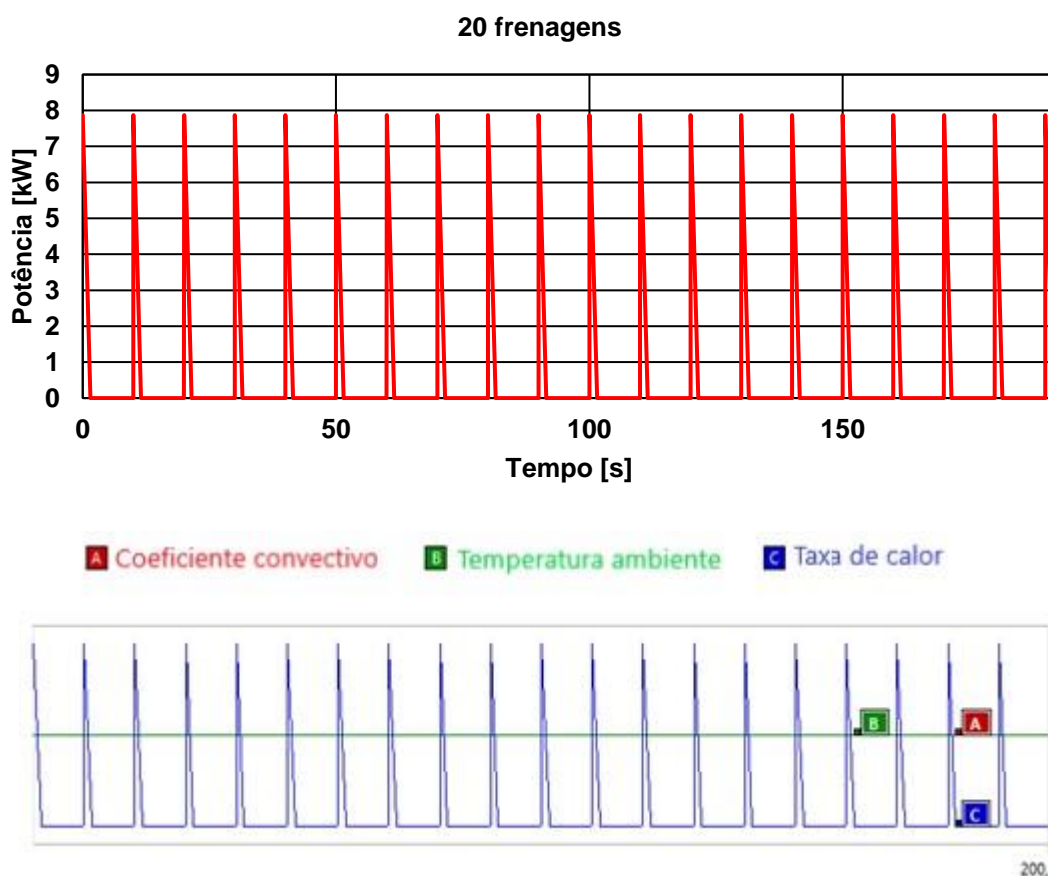 20 frenagens
Potência [kW]
9
8
7
6
5
4
3
2
1
0
0 50 100 150
Tempo [s]
A Coeficiente convectivo B Temperatura ambiente C Taxa de calor
B A
C
200,